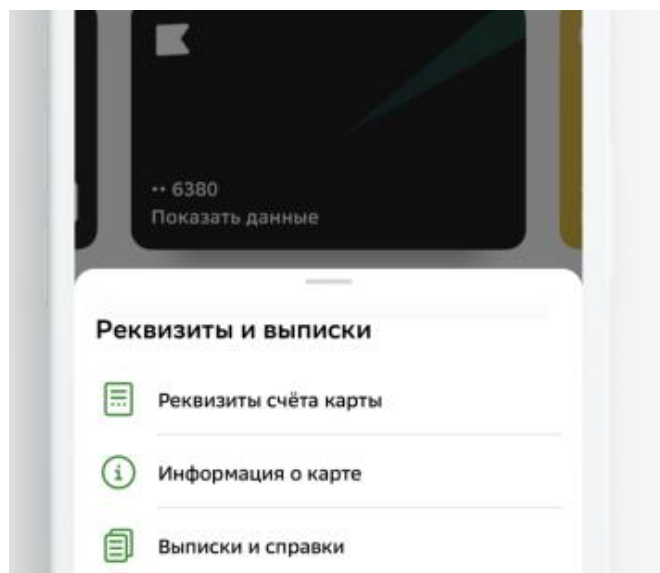 •• 6380
Показать данные
Реквизиты и выписки
Реквизиты счёта карты
Информация о карте
Выписки и справки